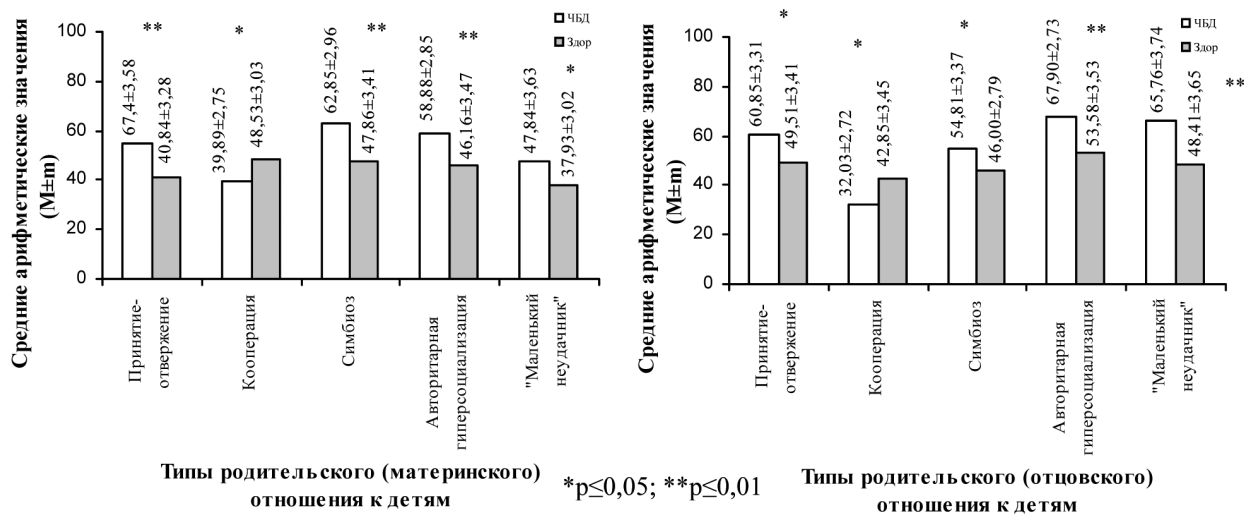 Средние арифметические значения
(M±m)
100
80
60
40
20
0
ЧБД
Здор
**
*
**
**
*
67,4±3,58
40,84±3,28
39,89±2,75
48,53±3,03
62,85±2,96
47,86±3,41
58,88±2,85
46,16±3,47
47,84±3,63
37,93±3,02
Принятие-
отвержение
Кооперация
Симбиоз
Авторитарная
гиперсоциализация
"Маленький
неудачник"
Типы родительского (материнского)
отношения к детям
*p≤0,05; **p≤0,01
Средние арифметические значения
(M±m)
100
80
60
40
20
0
ЧБД
Здор
*
*
*
**
**
60,85±3,31
49,51±3,41
32,03±2,72
42,85±3,45
54,81±3,37
46,00±2,79
67,90±2,73
53,58±3,53
65,76±3,74
48,41±3,65
Принятие-
отвержение
Кооперация
Симбиоз
Авторитарная
гиперсоциализация
"Маленький
неудачник"
Типы родительского (отцовского)
отношения к детям